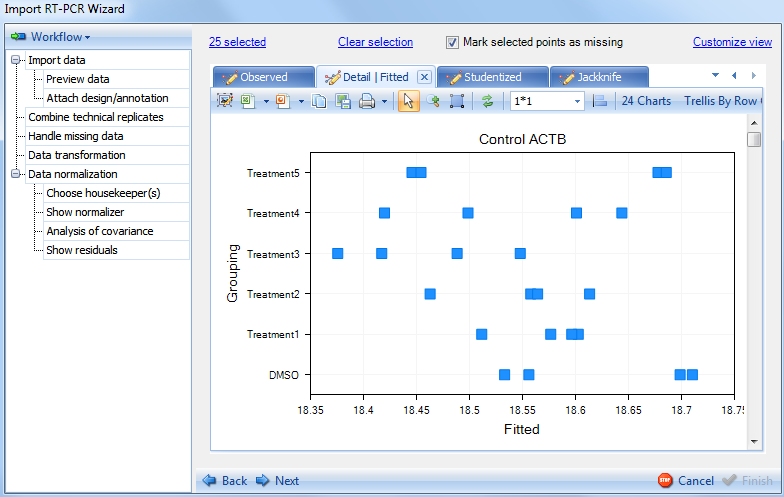 Import RT-PCR Wizard
Workflow
Import data
Preview data
Attach design/annotation
Combine technical replicates
Handle missing data
Data transformation
Data normalization
Choose housekeeper(s)
Show normalizer
Analysis of covariance
Show residuals
25 selected
Clear selection
Mark selected points as missing
Customize view
Observed
Detail | Fitted
Studentized
Jackknife
1*1
24 Charts
Trellis By Row
Control ACTB
Grouping
Treatment5
Treatment4
Treatment3
Treatment2
Treatment1
DMSO
18.35 18.4 18.45 18.5 18.55 18.6 18.65 18.7 18.75
Fitted
Back
Next
STOP
Cancel
Finish